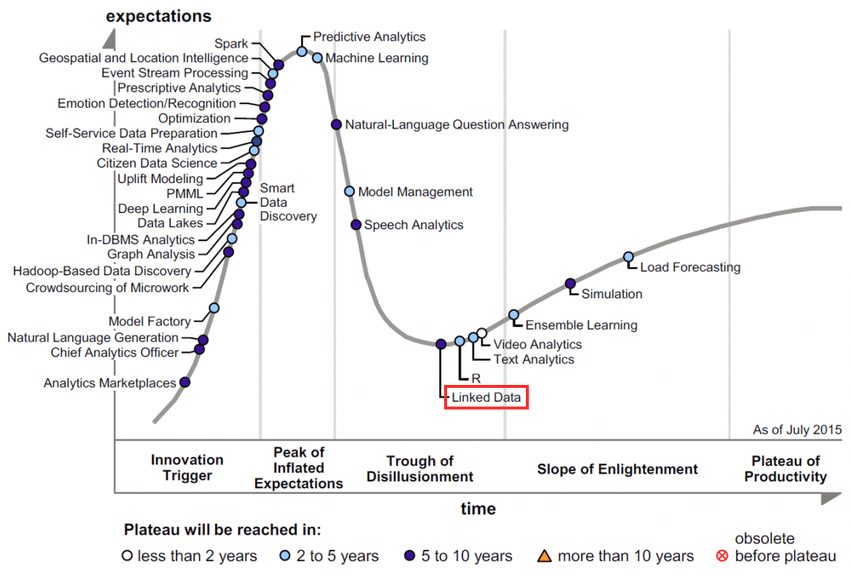 expectations
Spark
Geospatial and Location Intelligence
Event Stream Processing
Prescriptive Analytics
Emotion Detection/Recognition
Optimization
Self-Service Data Preparation
Real-Time Analytics
Citizen Data Science
Uplift Modeling
PMML
Deep Learning
Data Lakes
In-DBMS Analytics
Graph Analysis
Hadoop-Based Data Discovery
Crowdsourcing of Microwork
Model Factory
Natural Language Generation
Chief Analytics Officer
Analytics Marketplaces
Smart
Data
Discovery
Predictive Analytics
Machine Learning
Natural-Language Question Answering
Model Management
Speech Analytics
Load Forecasting
Simulation
Ensemble Learning
Video Analytics
Text Analytics
R
Linked Data
As of July 2015
Innovation
Trigger
Peak of
Inflated
Expectations
Trough of
Disillusionment
Slope of Enlightenment
Plateau of
Productivity
time
Plateau will be reached in:
less than 2 years
2 to 5 years
5 to 10 years
more than 10 years
obsolete
before plateau